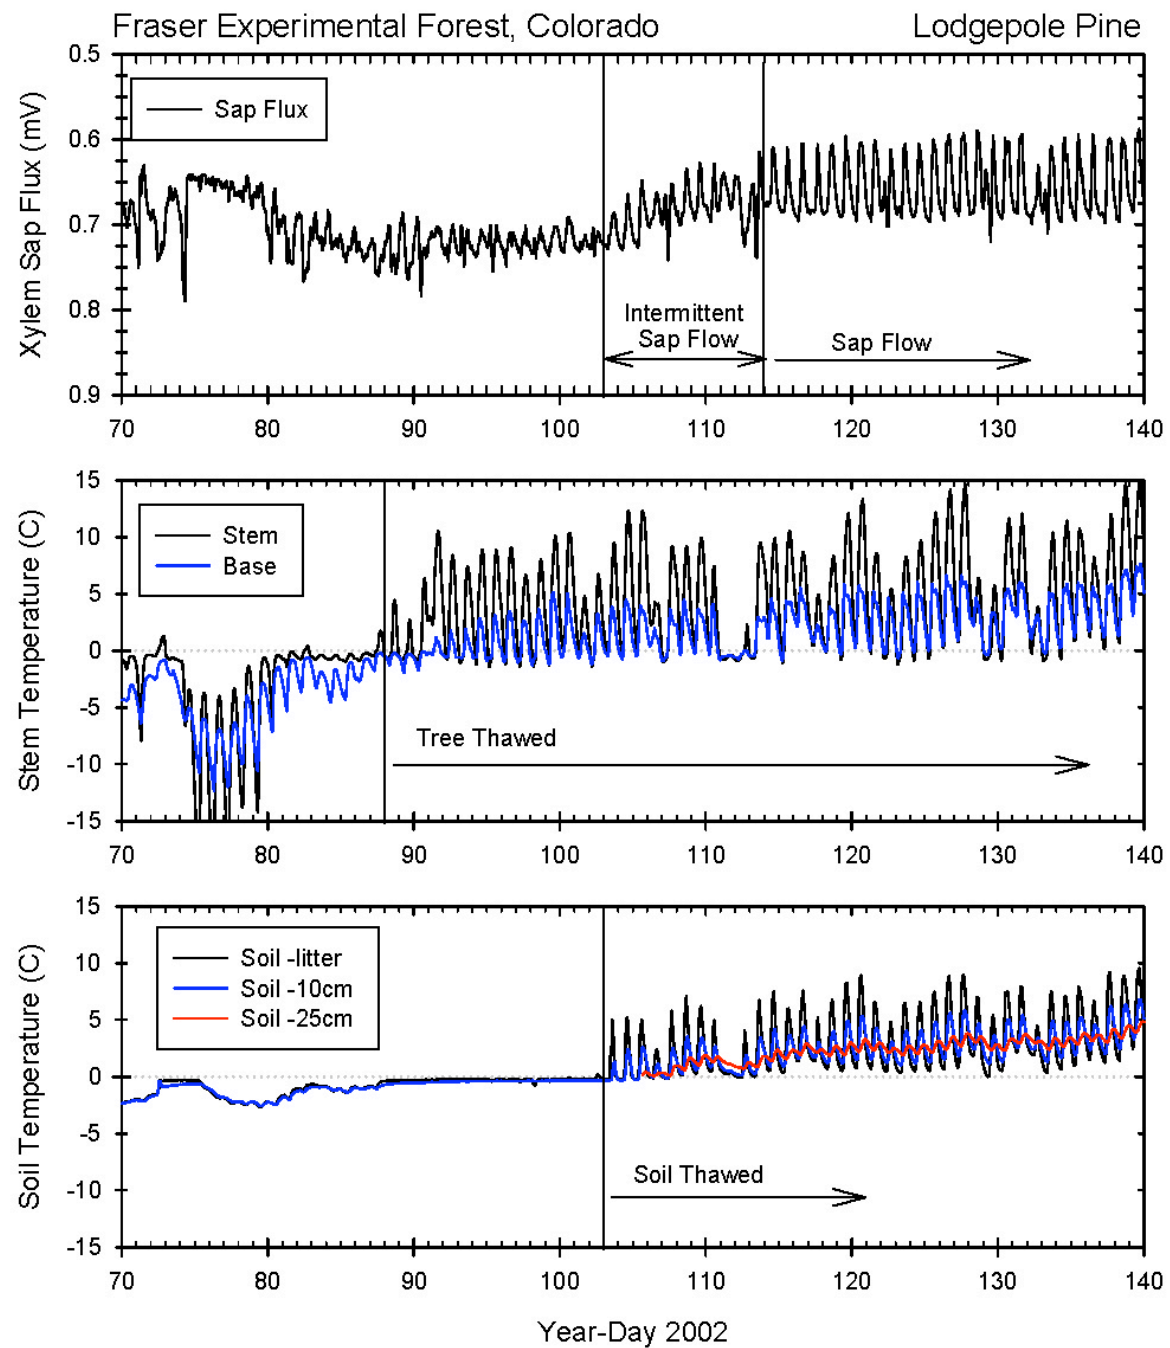 Fraser Experimental Forest, Colorado
Lodgepole Pine
Xylem Sap Flux (mV)
0.5
0.6
0.7
0.8
0.9
Sap Flux
Intermittent
Sap Flow
Sap Flow
70 80 90 100 110 120 130 140
Stem Temperature (C)
15
10
5
0
-5
-10
-15
Stem
Base
Tree Thawed
70 80 90 100 110 120 130 140
Soil Temperature (C)
15
10
5
0
-5
-10
-15
Soil -litter
Soil -10cm
Soil -25cm
Soil Thawed
70 80 90 100 110 120 130 140
Year-Day 2002